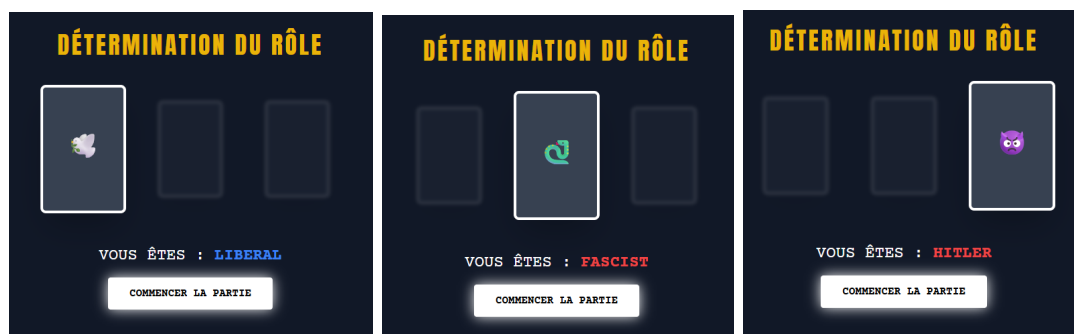 DÉTERMINATION DU RÔLE
VOUS ÊTES : LIBERAL
COMMENCER LA PARTIE
DÉTERMINATION DU RÔLE
VOUS ÊTES : FASCIST
COMMENCER LA PARTIE
DÉTERMINATION DU RÔLE
VOUS ÊTES : HITLER
COMMENCER LA PARTIE